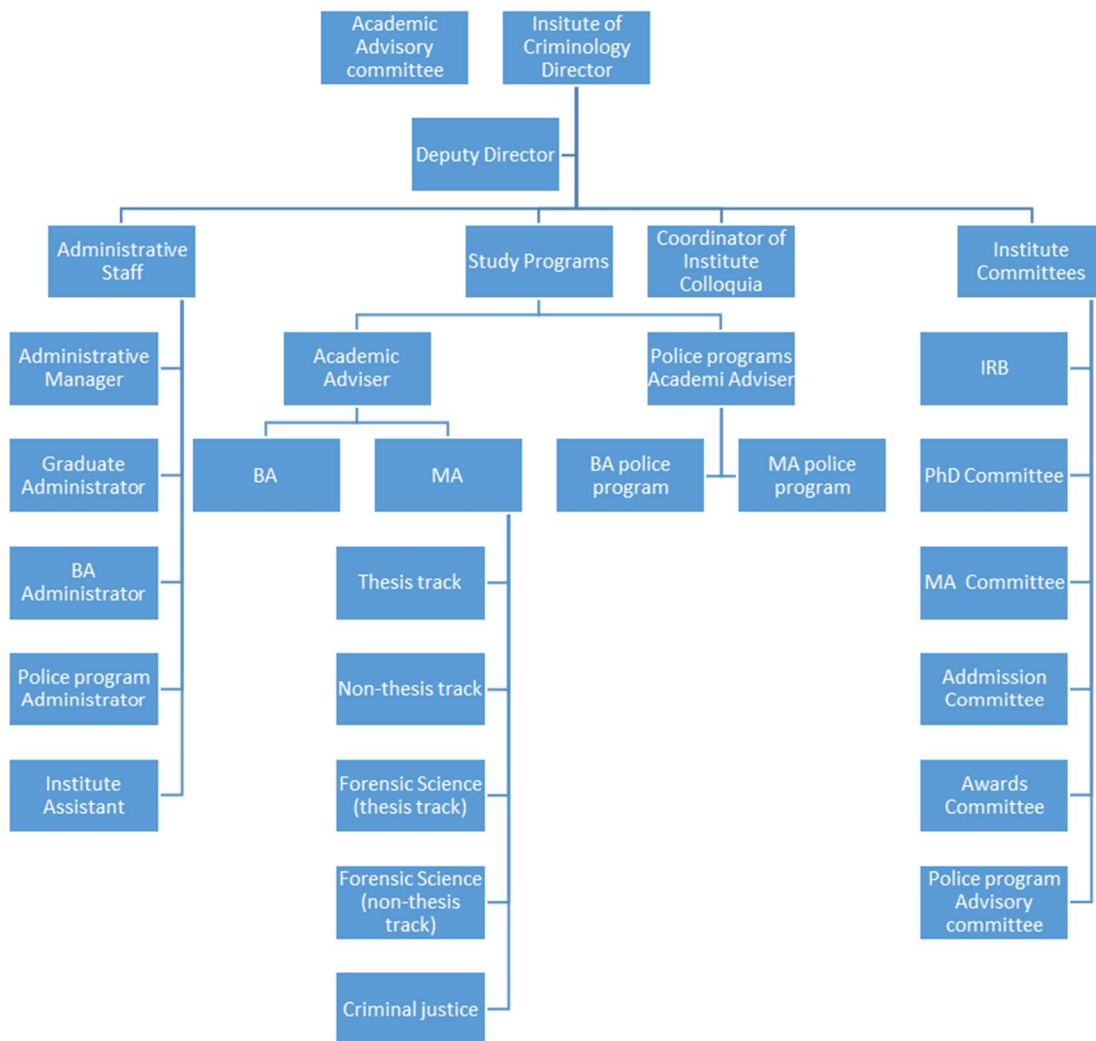 Academic
Advisory
committee
Insitute of
Criminology
Director
Deputy Director
Administrative
Staff
Study Programs
Coordinator of
Institute
Colloquia
Institute
Committees
Administrative
Manager
Graduate
Administrator
BA
Administrator
Police program
Administrator
Institute
Assistant
Academic
Adviser
BA
MA
Thesis track
Non-thesis track
Forensic Science
(thesis track)
Forensic Science
(non-thesis
track)
Criminal justice
Police programs
Academi Adviser
BA police
program
MA police
program
IRB
PhD Committee
MA  Committee
Addmission
Committee
Awards
Committee
Police program
Advisory
committee